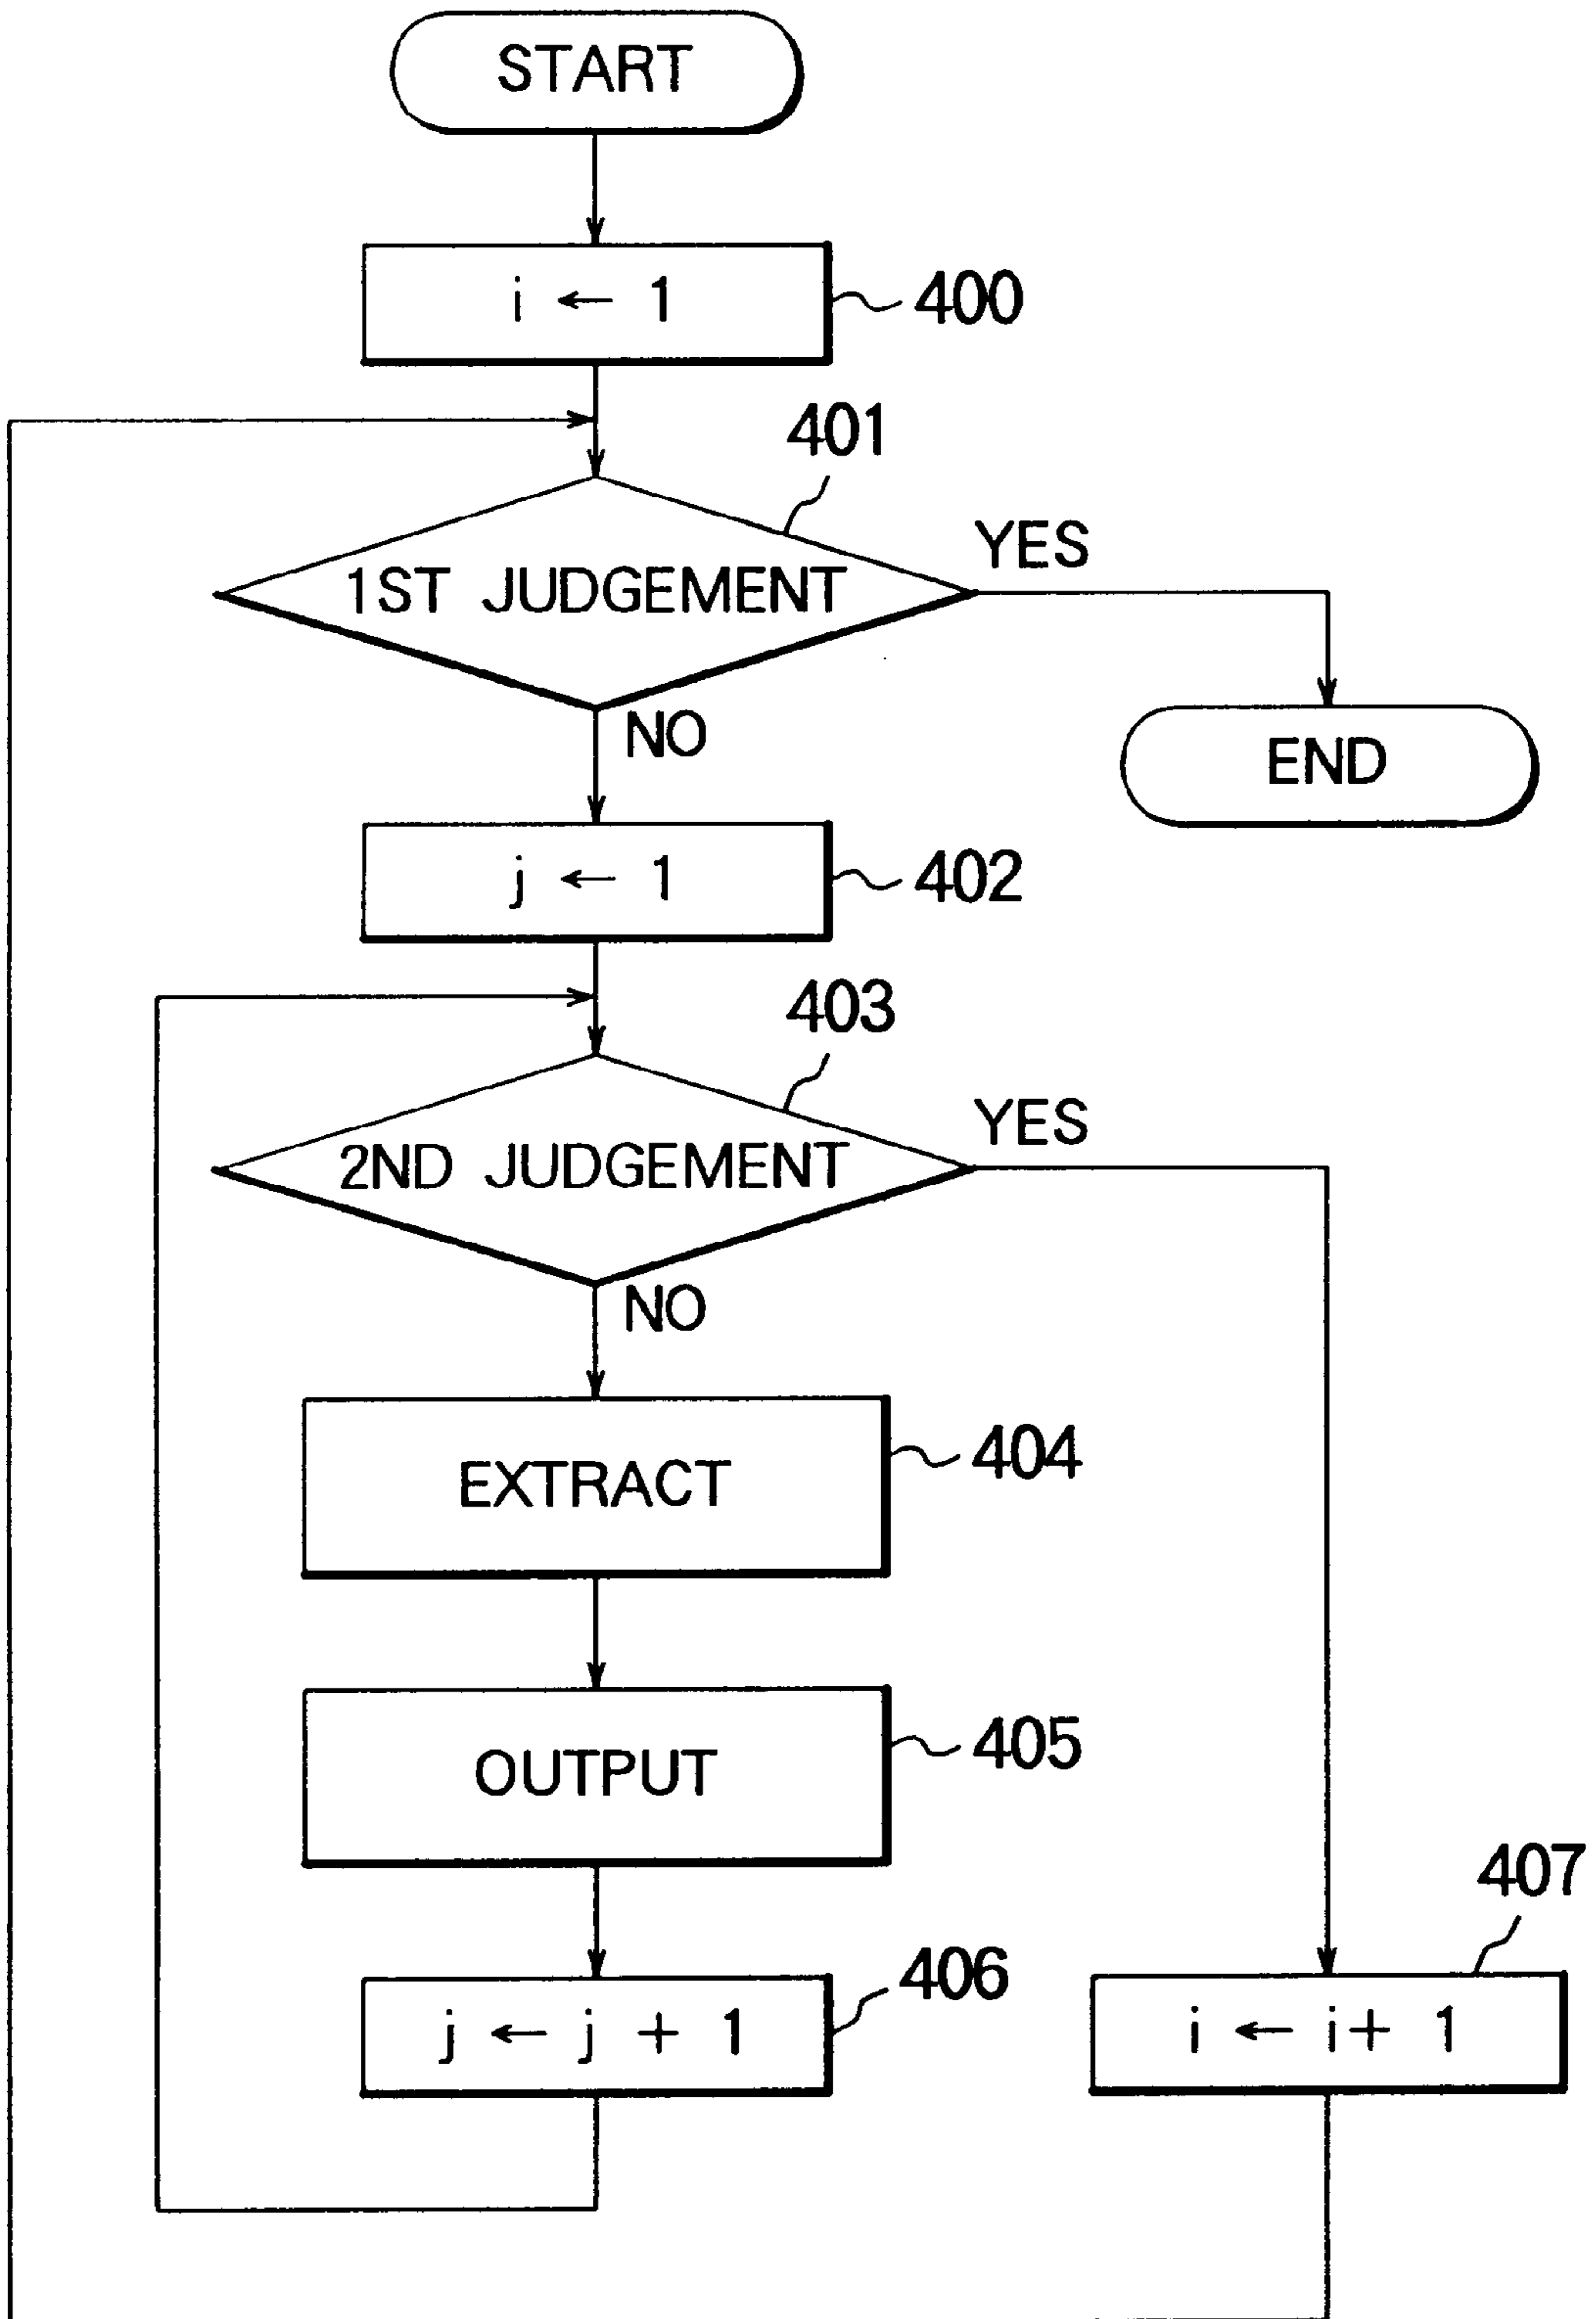 START
i ← 1
400
401
1ST JUDGEMENT
YES
NO
END
j ← 1
402
403
2ND JUDGEMENT
YES
NO
EXTRACT
404
OUTPUT
405
407
406
j ← j + 1
i ← i+ 1